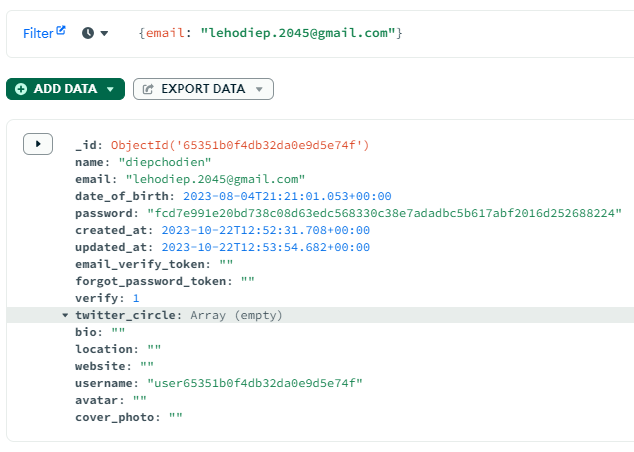 Filter {email: "lehodiep.2045@gmail.com"}
ADD DATA EXPORT DATA
_id: ObjectId('65351b0f4db32da0e9d5e74f')
name: "diepchodien"
email: "lehodiep.2045@gmail.com"
date_of_birth: 2023-08-04T21:21:01.053+00:00
password: "fcd7e991e20bd738c08d63edc568330c38e7adadbc5b617abf2016d252688224"
created_at: 2023-10-22T12:52:31.708+00:00
updated_at: 2023-10-22T12:53:54.682+00:00
email_verify_token: ""
forgot_password_token: ""
verify: 1
twitter_circle: Array (empty)
bio: ""
location: ""
website: ""
username: "user65351b0f4db32da0e9d5e74f"
avatar: ""
cover_photo: ""